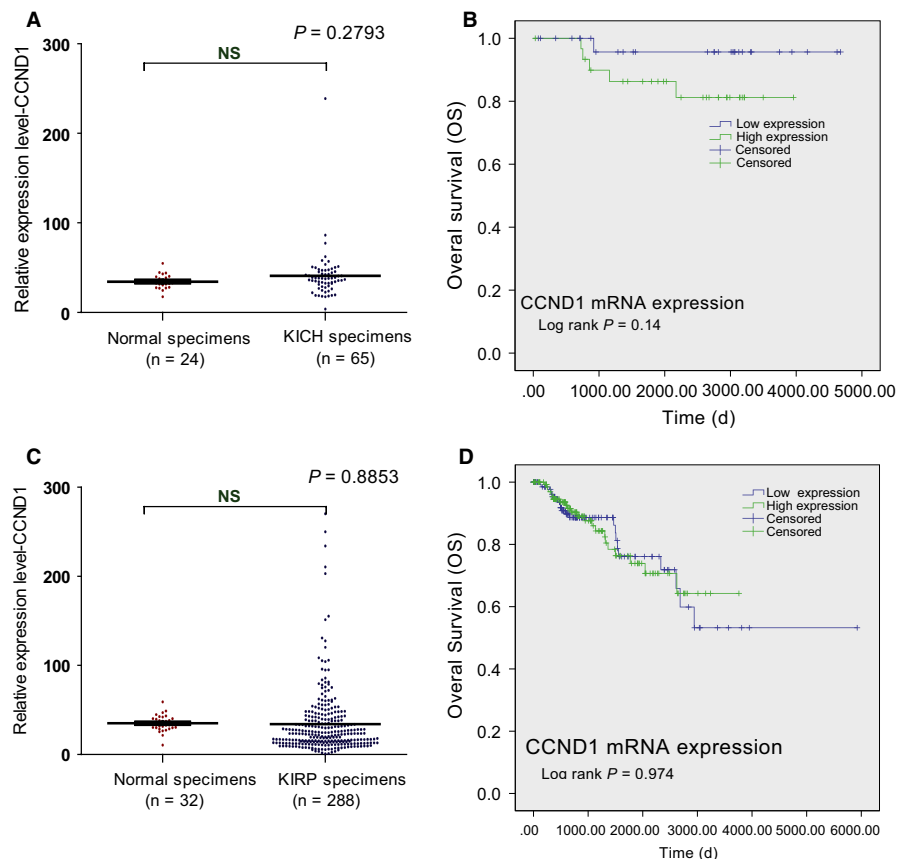 A
P = 0.2793
NS
Relative expression level-CCND1
300
200
100
0
Normal specimens
(n = 24)
KICH specimens
(n = 65)
B
Overal survival (OS)
1.0
0.8
0.6
0.4
0.2
0.0
Low expression
High expression
Censored
Censored
CCND1 mRNA expression
Log rank P = 0.14
.00 1000.00 2000.00 3000.00 4000.00 5000.00
Time (d)
C
P = 0.8853
NS
Relative expression level-CCND1
300
200
100
0
Normal specimens
(n = 32)
KIRP specimens
(n = 288)
D
Overal Survival (OS)
1.0
0.8
0.6
0.4
0.2
0.0
Low expression
High expression
Censored
Censored
CCND1 mRNA expression
Log rank P = 0.974
.00 1000.00 2000.00 3000.00 4000.00 5000.00 6000.00
Time (d)